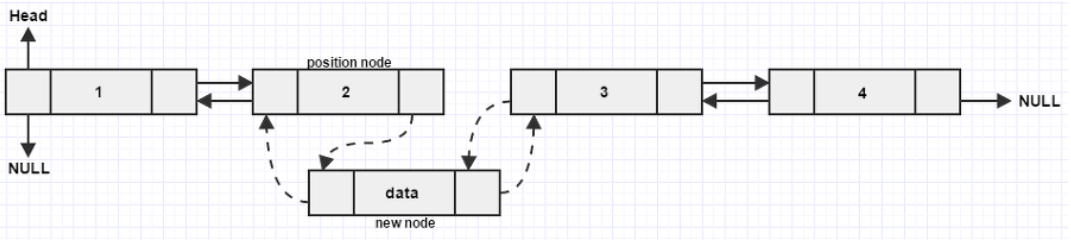 Head
position node
1
2
3
4
NULL
NULL
data
new node